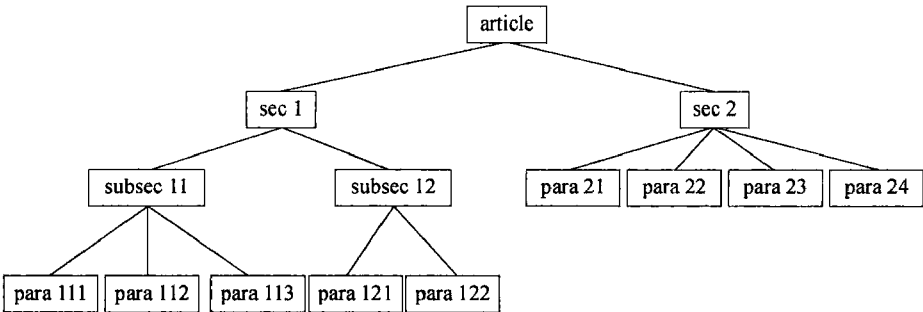 article
sec 1
sec 2
subsec 11
subsec 12
para 21
para 22
para 23
para 24
para 111
para 112
para 113
para 121
para 122